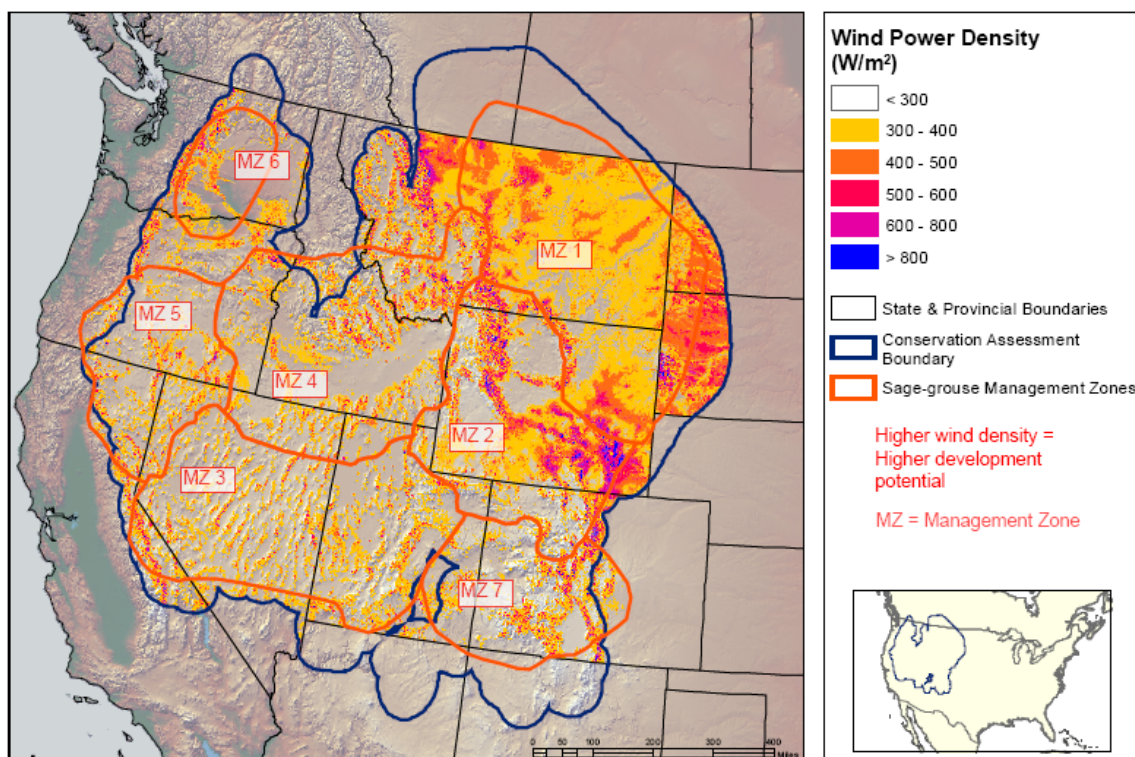 MZ 6
MZ 1
MZ 5
MZ 4
MZ 2
MZ 3
MZ 7
0 50 100 200 300 400
Miles
Wind Power Density
(W/m²)
< 300
300 - 400
400 - 500
500 - 600
600 - 800
> 800
State & Provincial Boundaries
Conservation Assessment
Boundary
Sage-grouse Management Zones
Higher wind density =
Higher development
potential
MZ = Management Zone